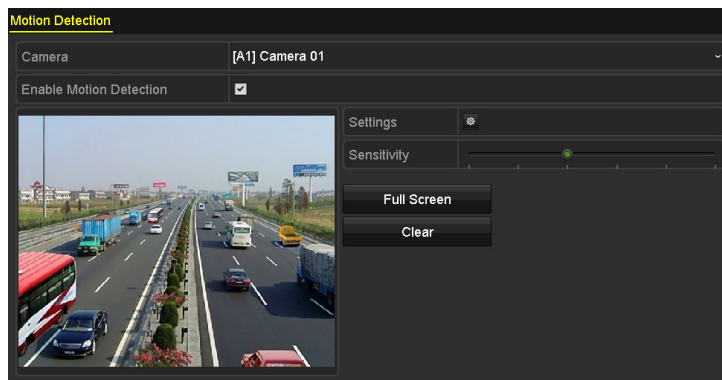 Motion Detection
Camera [A1] Camera 01
Enable Motion Detection
Settings
Sensitivity
Full Screen
Clear